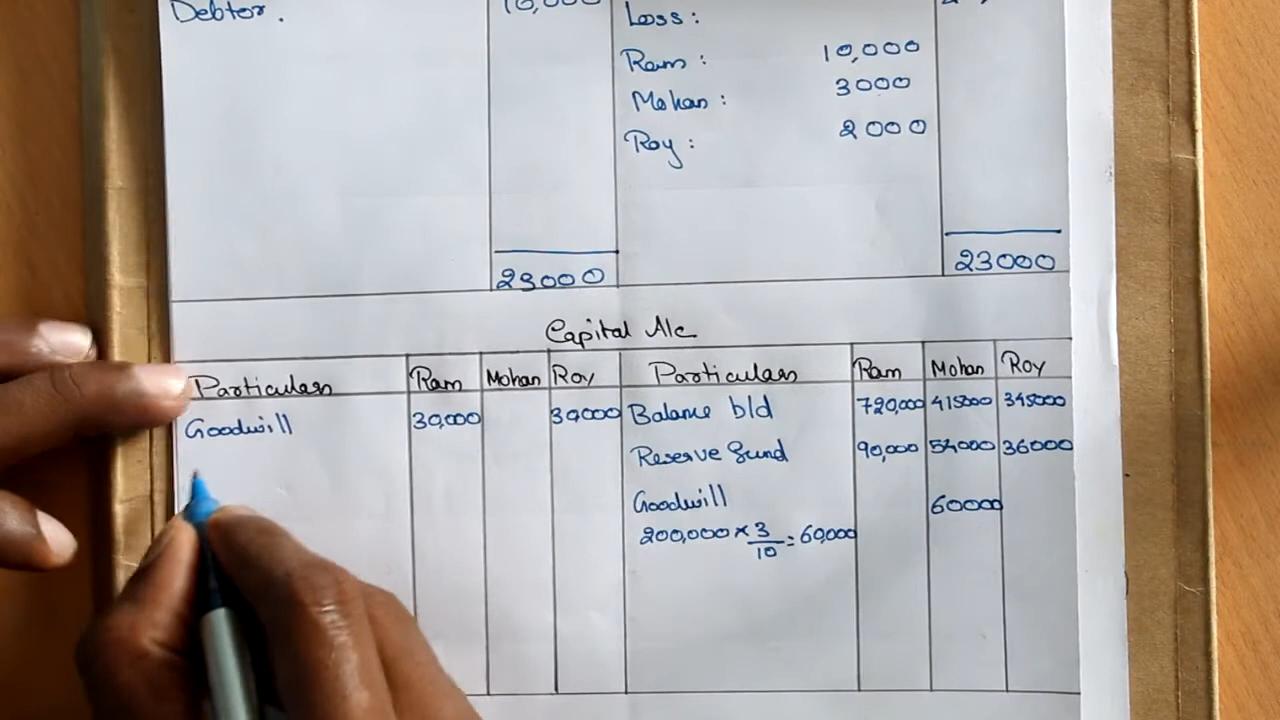 Debtor. 10,000 Loss :
Ram : 10,000
Mohan : 3000
Roy : 2000
23000 23000
Capital A/c
Particulars Ram Mohan Roy Particulars Ram Mohan Roy
Goodwill 30,000 30000 Balance b/d 720,000 415000 345000
Reserve fund 90,000 54000 36000
Goodwill 60000
200,000 × 3/10 = 60,000